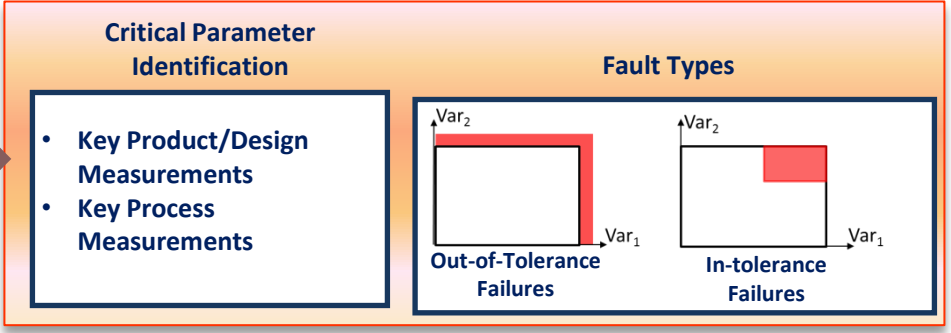 Critical Parameter
Identification
• Key Product/Design
Measurements
• Key Process
Measurements
Fault Types
Var₂
Var₁
Out-of-Tolerance
Failures
Var₂
Var₁
In-tolerance
Failures